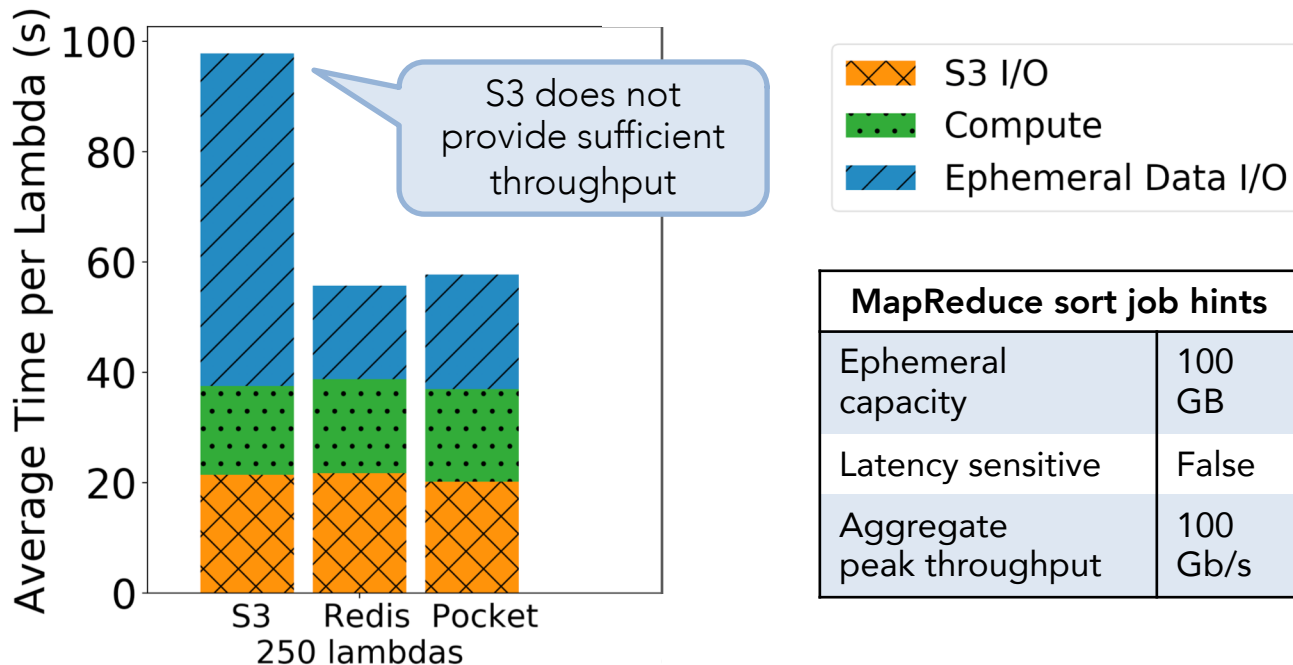 Average Time per Lambda (s)
100
80
60
40
20
0
S3 does not
provide sufficient
throughput
S3 Redis Pocket
250 lambdas
S3 I/O
Compute
Ephemeral Data I/O
MapReduce sort job hints
Ephemeral
capacity
100
GB
Latency sensitive
False
Aggregate
peak throughput
100
Gb/s